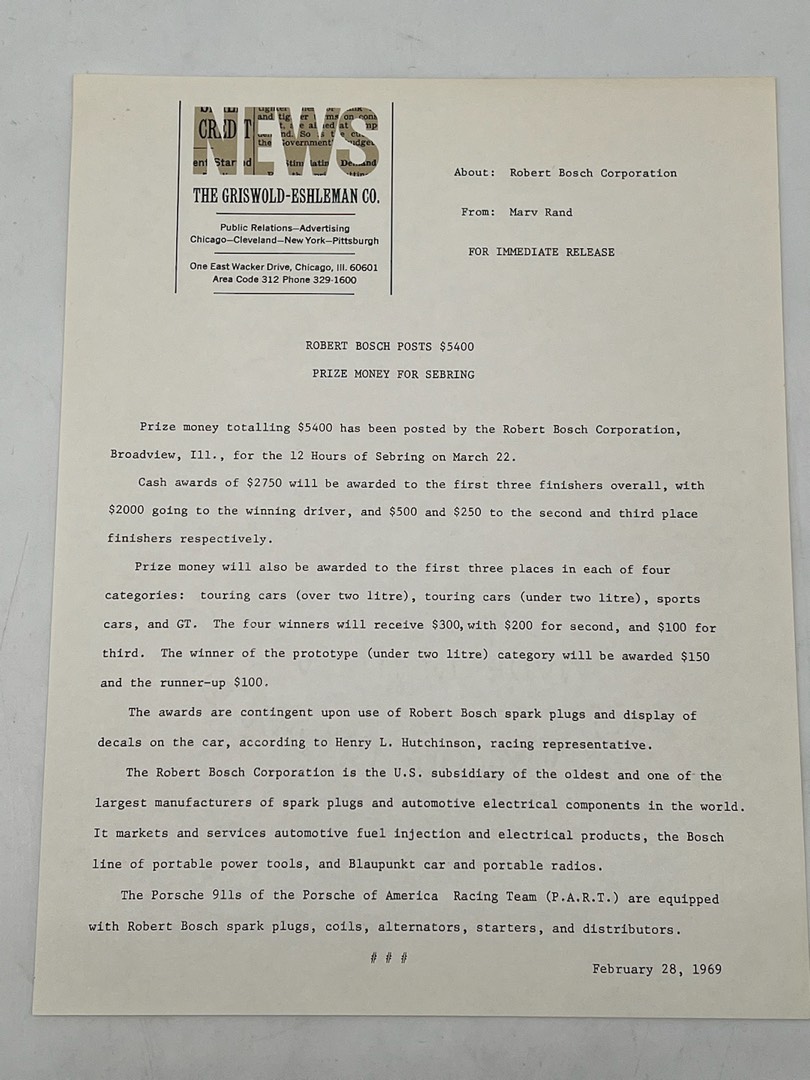 NEWS
THE GRISWOLD-ESHLEMAN CO.
Public Relations—Advertising
Chicago—Cleveland—New York—Pittsburgh
One East Wacker Drive, Chicago, Ill. 60601
Area Code 312 Phone 329-1600
About: Robert Bosch Corporation
From: Marv Rand
FOR IMMEDIATE RELEASE
ROBERT BOSCH POSTS $5400
PRIZE MONEY FOR SEBRING
Prize money totalling $5400 has been posted by the Robert Bosch Corporation,
Broadview, Ill., for the 12 Hours of Sebring on March 22.
Cash awards of $2750 will be awarded to the first three finishers overall, with
$2000 going to the winning driver, and $500 and $250 to the second and third place
finishers respectively.
Prize money will also be awarded to the first three places in each of four
categories: touring cars (over two litre), touring cars (under two litre), sports
cars, and GT. The four winners will receive $300, with $200 for second, and $100 for
third. The winner of the prototype (under two litre) category will be awarded $150
and the runner-up $100.
The awards are contingent upon use of Robert Bosch spark plugs and display of
decals on the car, according to Henry L. Hutchinson, racing representative.
The Robert Bosch Corporation is the U.S. subsidiary of the oldest and one of the
largest manufacturers of spark plugs and automotive electrical components in the world.
It markets and services automotive fuel injection and electrical products, the Bosch
line of portable power tools, and Blaupunkt car and portable radios.
The Porsche 911s of the Porsche of America Racing Team (P.A.R.T.) are equipped
with Robert Bosch spark plugs, coils, alternators, starters, and distributors.
# # #
February 28, 1969